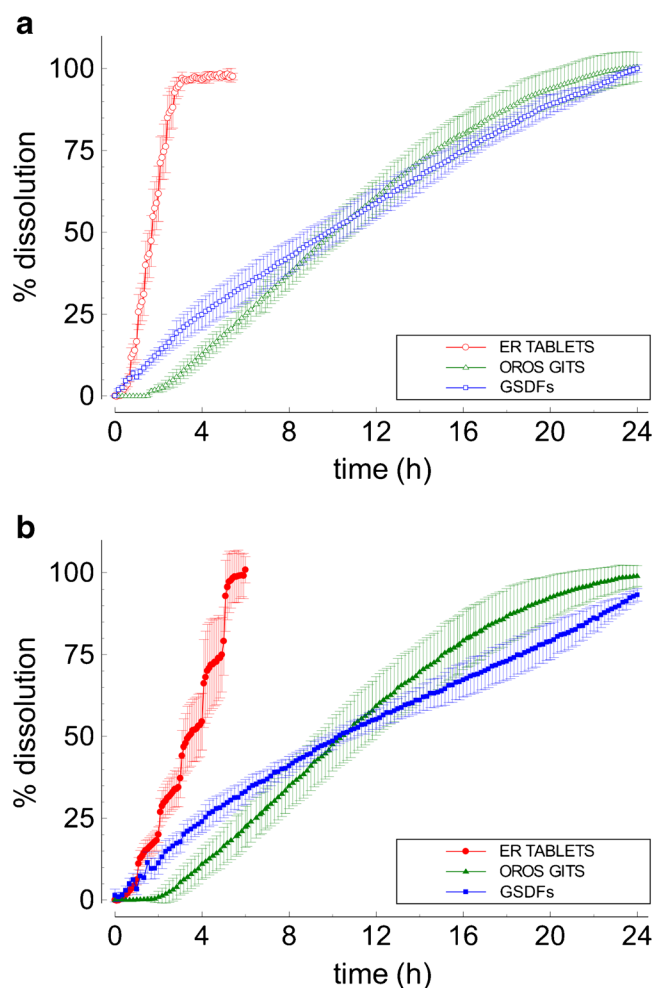 a
100
75
50
25
0
% dissolution
ER TABLETS
OROS GITS
GSDFs
0 4 8 12 16 20 24
time (h)
b
100
75
50
25
0
% dissolution
ER TABLETS
OROS GITS
GSDFs
0 4 8 12 16 20 24
time (h)